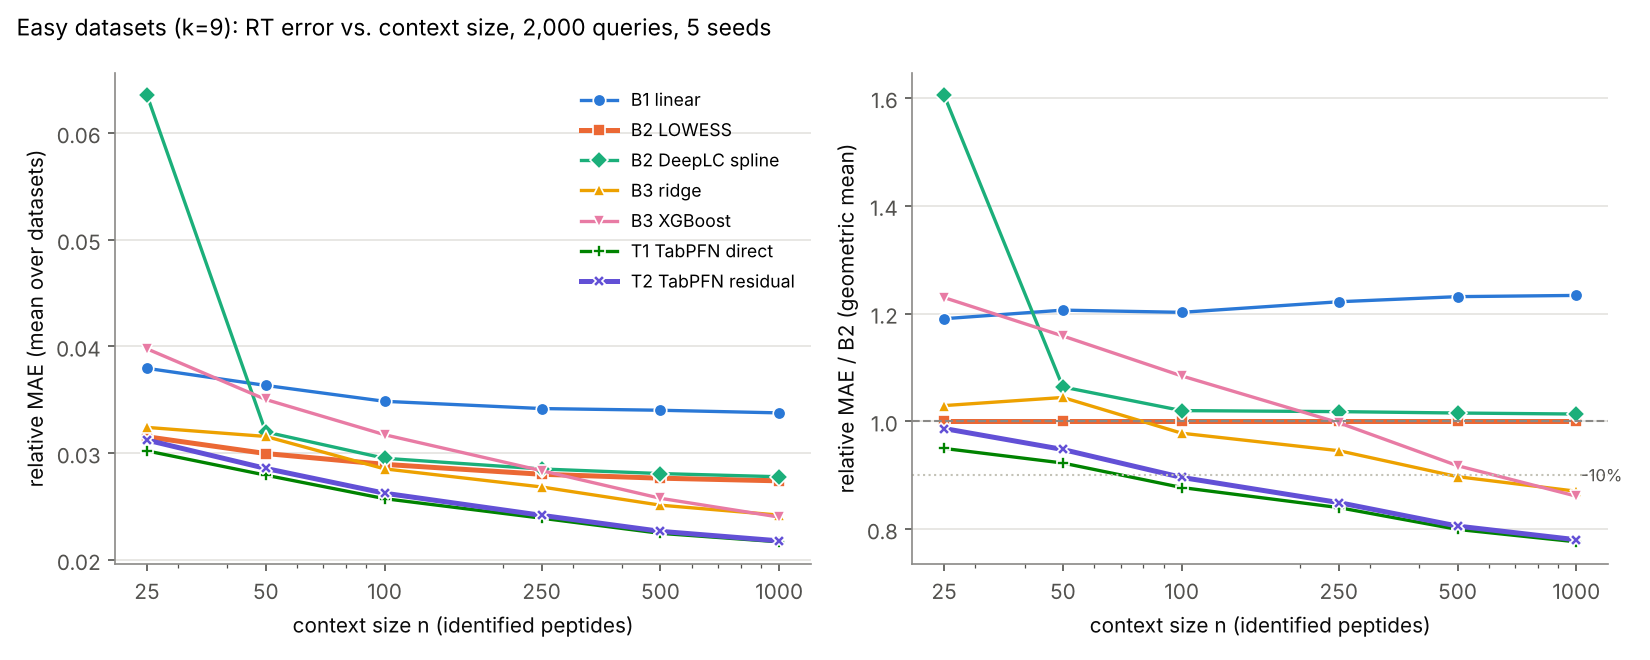 Easy datasets (k=9): RT error vs. context size, 2,000 queries, 5 seeds
relative MAE (mean over datasets)
0.06
0.05
0.04
0.03
0.02
B1 linear
B2 LOWESS
B2 DeepLC spline
B3 ridge
B3 XGBoost
T1 TabPFN direct
T2 TabPFN residual
25 50 100 250 500 1000
context size n (identified peptides)
relative MAE / B2 (geometric mean)
1.6
1.4
1.2
1.0
0.8
-10%
25 50 100 250 500 1000
context size n (identified peptides)